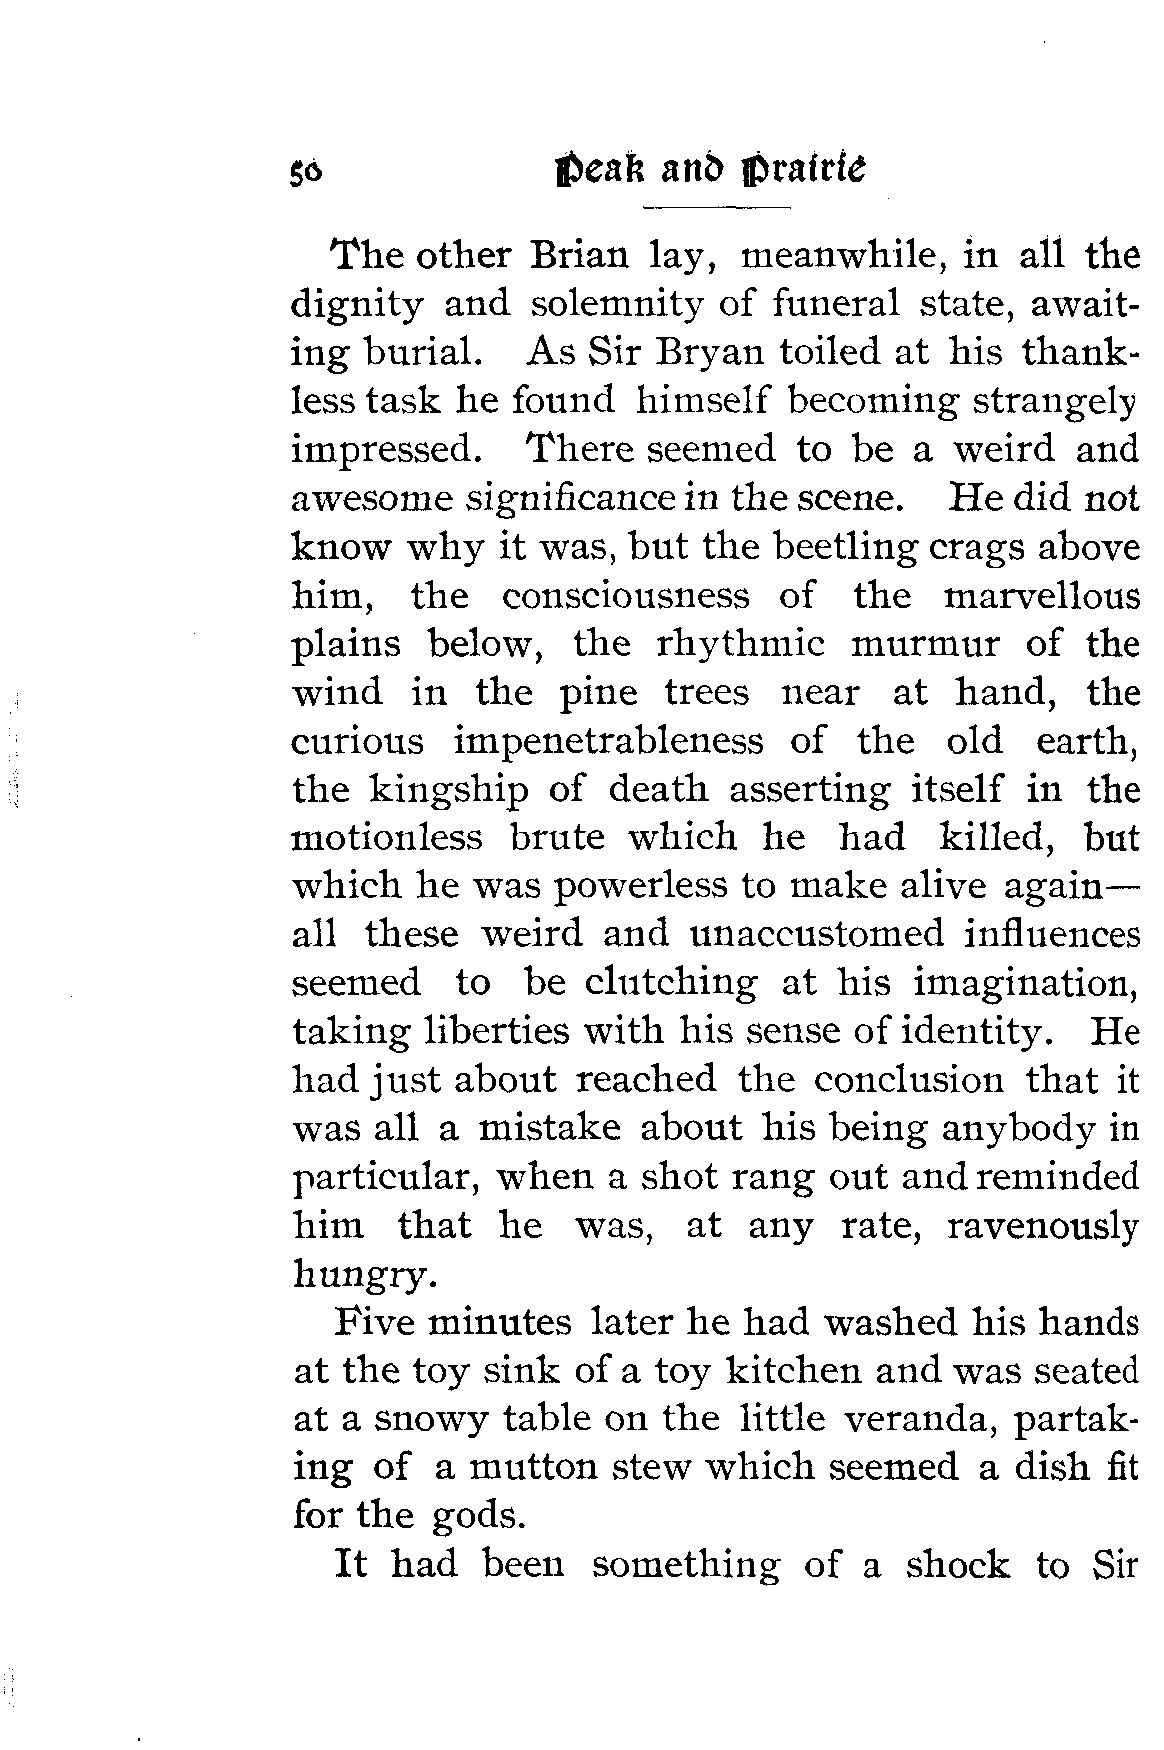 50 Peak and Prairie
The other Brian lay, meanwhile, in all the
dignity and solemnity of funeral state, await-
ing burial. As Sir Bryan toiled at his thank-
less task he found himself becoming strangely
impressed. There seemed to be a weird and
awesome significance in the scene. He did not
know why it was, but the beetling crags above
him, the consciousness of the marvellous
plains below, the rhythmic murmur of the
wind in the pine trees near at hand, the
curious impenetrableness of the old earth,
the kingship of death asserting itself in the
motionless brute which he had killed, but
which he was powerless to make alive again—
all these weird and unaccustomed influences
seemed to be clutching at his imagination,
taking liberties with his sense of identity. He
had just about reached the conclusion that it
was all a mistake about his being anybody in
particular, when a shot rang out and reminded
him that he was, at any rate, ravenously
hungry.
Five minutes later he had washed his hands
at the toy sink of a toy kitchen and was seated
at a snowy table on the little veranda, partak-
ing of a mutton stew which seemed a dish fit
for the gods.
It had been something of a shock to Sir